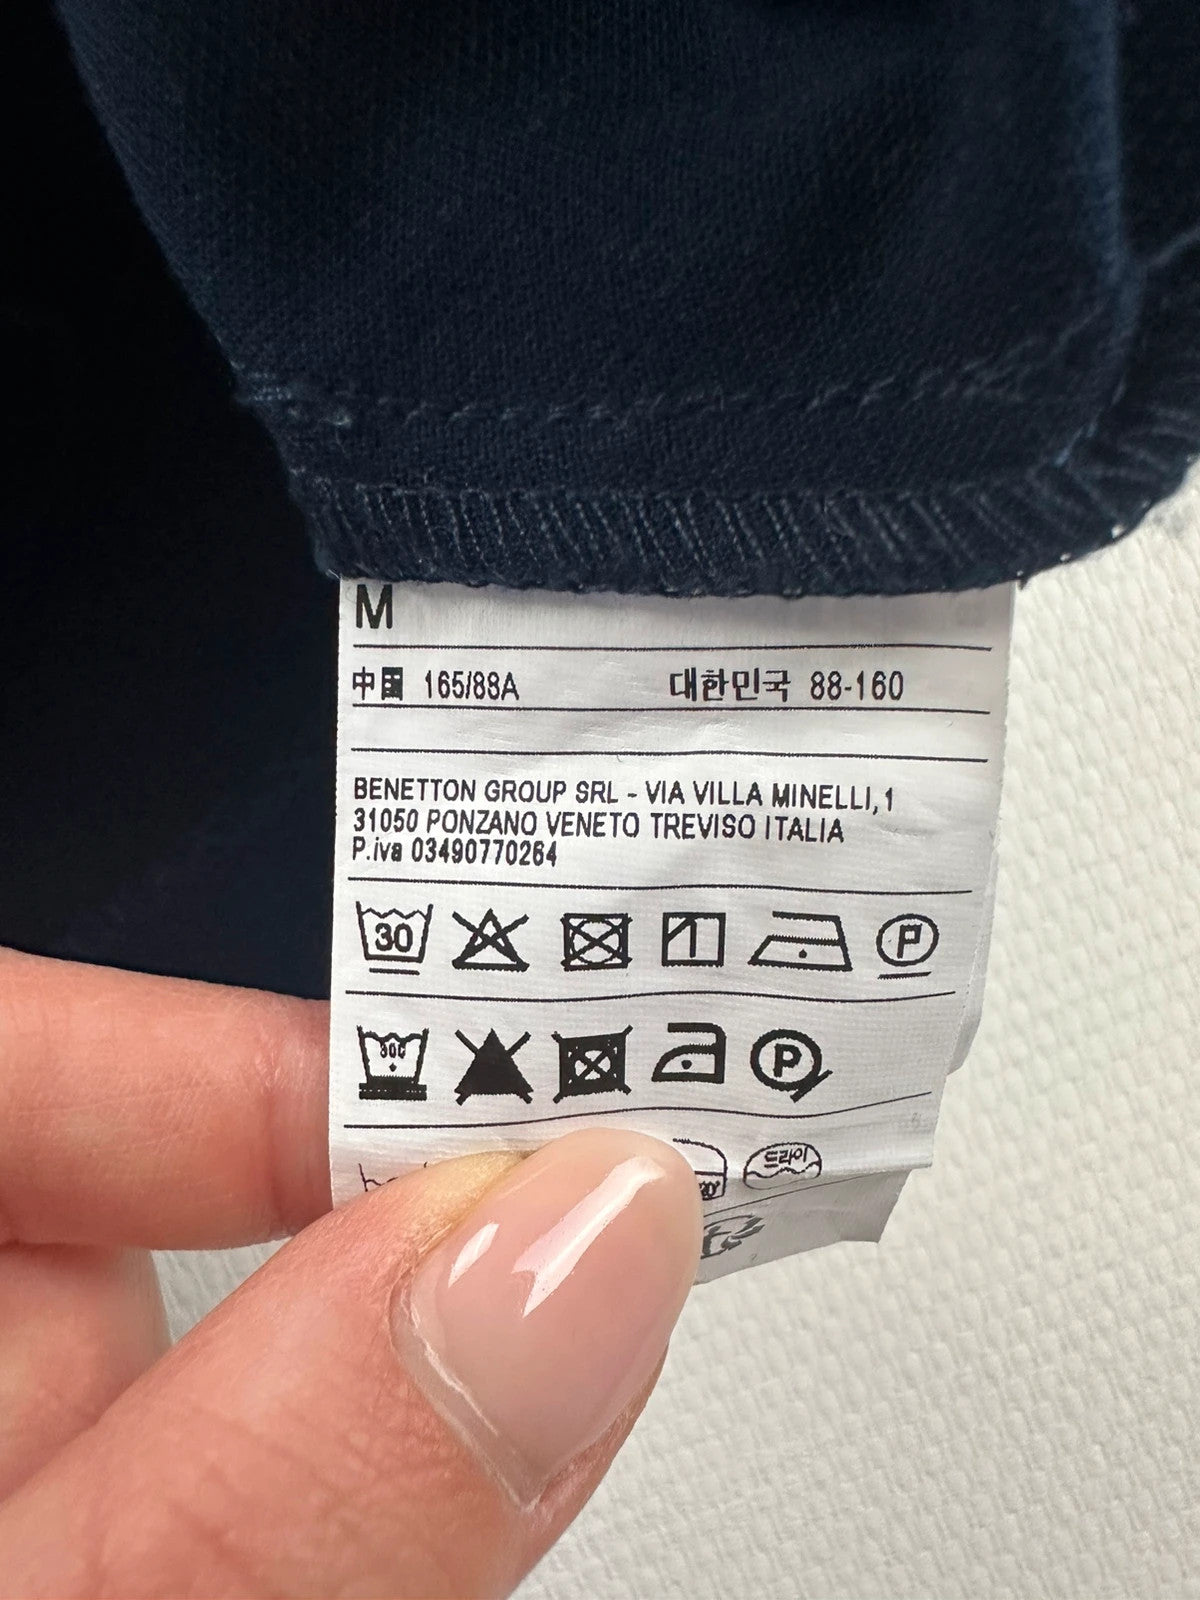 M
中国 165/88A 대한민국 88-160
BENETTON GROUP SRL - VIA VILLA MINELLI, 1
31050 PONZANO VENETO TREVISO ITALIA
P.iva 03490770264
30 P
30C P
드라이